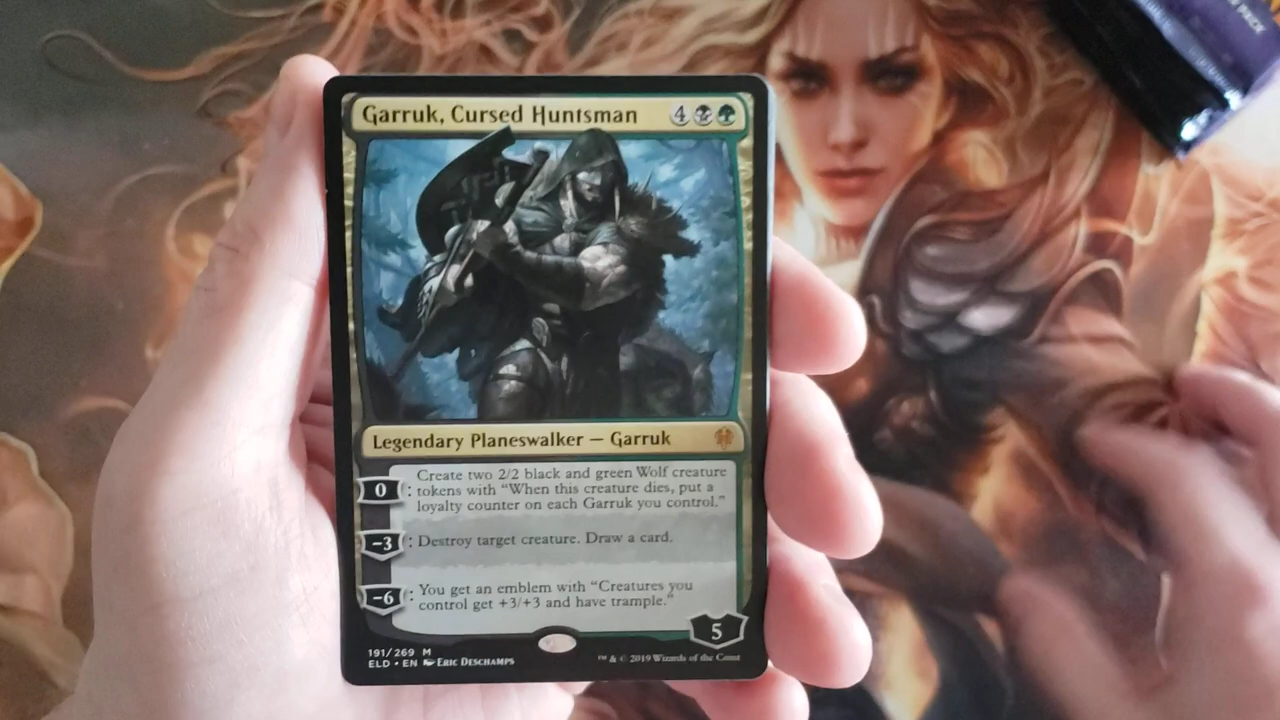 PACK
Garruk, Cursed Huntsman 4
Legendary Planeswalker — Garruk
0 : Create two 2/2 black and green Wolf creature
tokens with “When this creature dies, put a
loyalty counter on each Garruk you control.”
−3 : Destroy target creature. Draw a card.
−6 : You get an emblem with “Creatures you
control get +3/+3 and have trample.”
5
191/269 M
ELD • EN Eric Deschamps
™ & © 2019 Wizards of the Coast